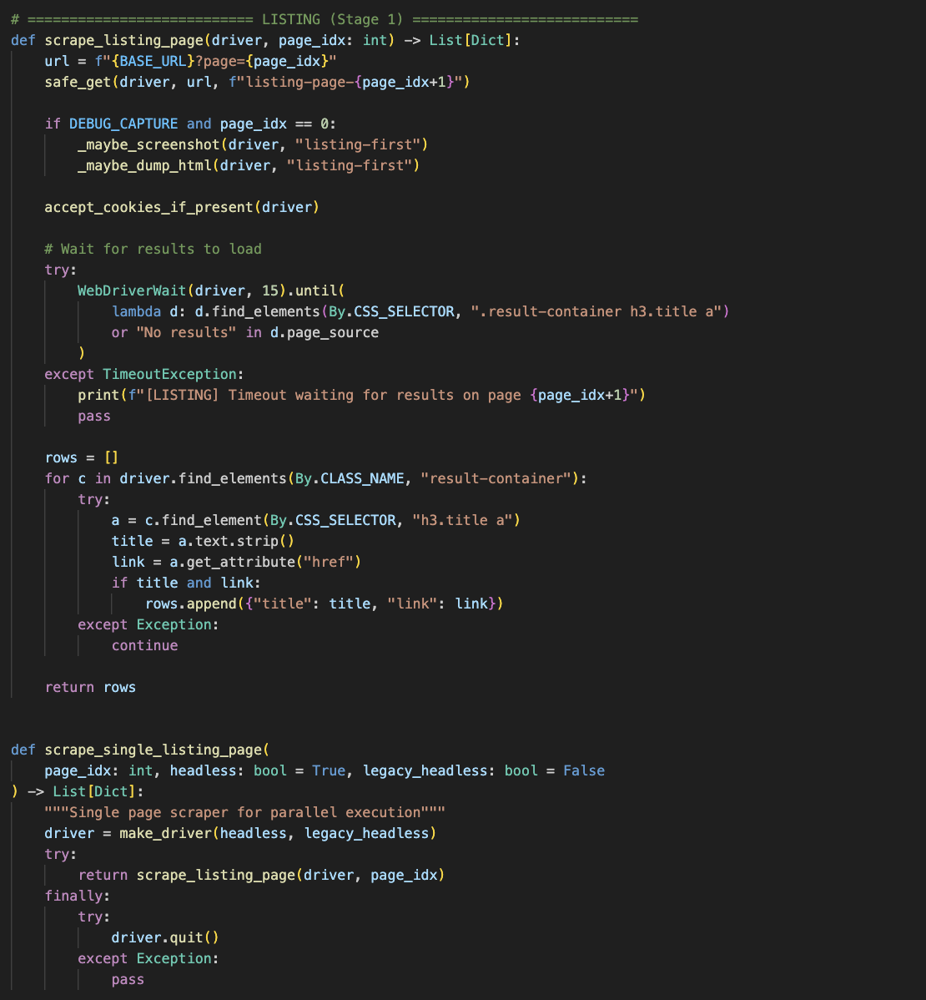 # =========================== LISTING (Stage 1) ===========================
def scrape_listing_page(driver, page_idx: int) -> List[Dict]:
    url = f"{BASE_URL}?page={page_idx}"
    safe_get(driver, url, f"listing-page-{page_idx+1}")

    if DEBUG_CAPTURE and page_idx == 0:
        _maybe_screenshot(driver, "listing-first")
        _maybe_dump_html(driver, "listing-first")

    accept_cookies_if_present(driver)

    # Wait for results to load
    try:
        WebDriverWait(driver, 15).until(
            lambda d: d.find_elements(By.CSS_SELECTOR, ".result-container h3.title a")
            or "No results" in d.page_source
        )
    except TimeoutException:
        print(f"[LISTING] Timeout waiting for results on page {page_idx+1}")
        pass

    rows = []
    for c in driver.find_elements(By.CLASS_NAME, "result-container"):
        try:
            a = c.find_element(By.CSS_SELECTOR, "h3.title a")
            title = a.text.strip()
            link = a.get_attribute("href")
            if title and link:
                rows.append({"title": title, "link": link})
        except Exception:
            continue

    return rows


def scrape_single_listing_page(
    page_idx: int, headless: bool = True, legacy_headless: bool = False
) -> List[Dict]:
    """Single page scraper for parallel execution"""
    driver = make_driver(headless, legacy_headless)
    try:
        return scrape_listing_page(driver, page_idx)
    finally:
        try:
            driver.quit()
        except Exception:
            pass